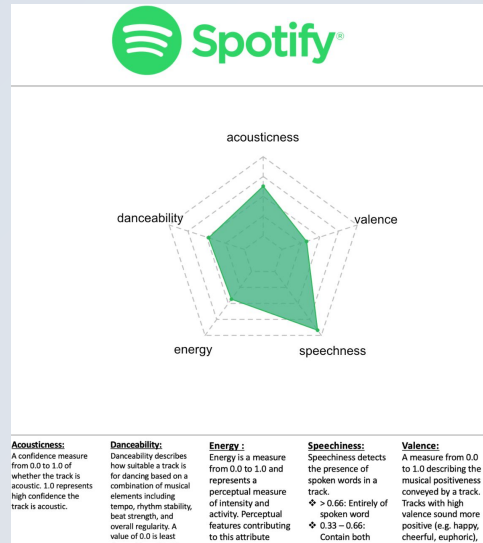 Spotify®
acousticness
danceability
valence
energy
speechness
Acousticness:
A confidence measure
from 0.0 to 1.0 of
whether the track is
acoustic. 1.0 represents
high confidence the
track is acoustic.
Danceability:
Danceability describes
how suitable a track is
for dancing based on a
combination of musical
elements including
tempo, rhythm stability,
beat strength, and
overall regularity. A
value of 0.0 is least
Energy :
Energy is a measure
from 0.0 to 1.0 and
represents a
perceptual measure
of intensity and
activity. Perceptual
features contributing
to this attribute
Speechiness:
Speechiness detects
the presence of
spoken words in a
track.
❖ > 0.66: Entirely of
spoken word
❖ 0.33 – 0.66:
Contain both
Valence:
A measure from 0.0
to 1.0 describing the
musical positiveness
conveyed by a track.
Tracks with high
valence sound more
positive (e.g. happy,
cheerful, euphoric),